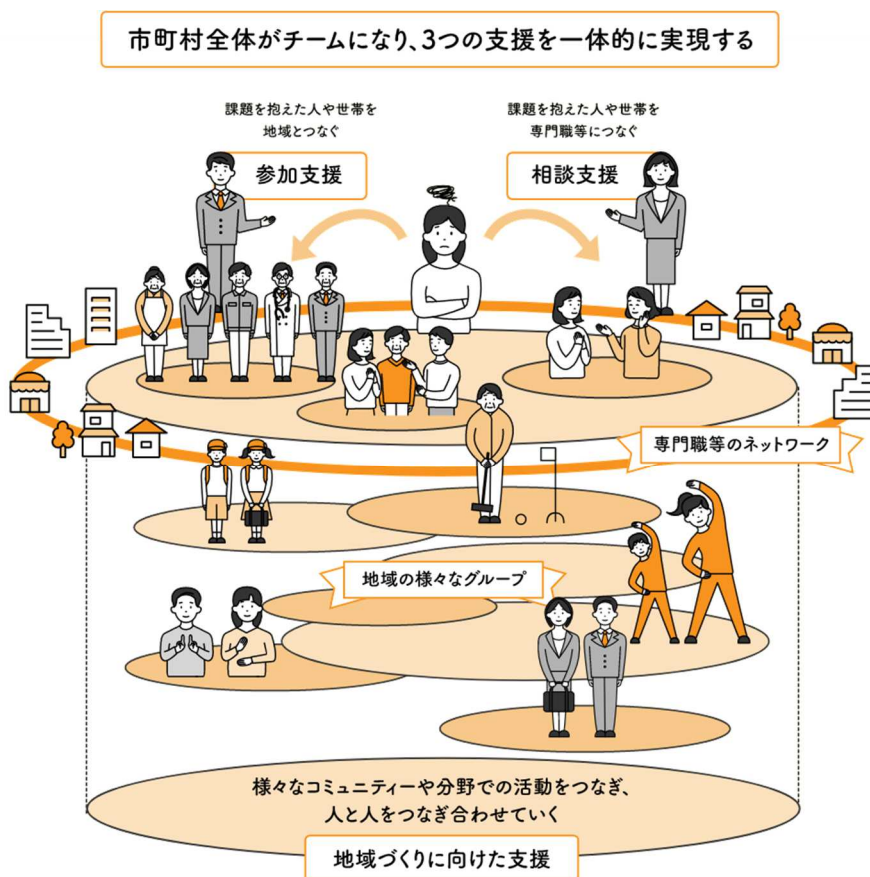 市町村全体がチームになり、3つの支援を一体的に実現する
課題を抱えた人や世帯を
地域とつなぐ
参加支援
課題を抱えた人や世帯を
専門職等につなぐ
相談支援
専門職等のネットワーク
地域の様々なグループ
様々なコミュニティーや分野での活動をつなぎ、
人と人をつなぎ合わせていく
地域づくりに向けた支援